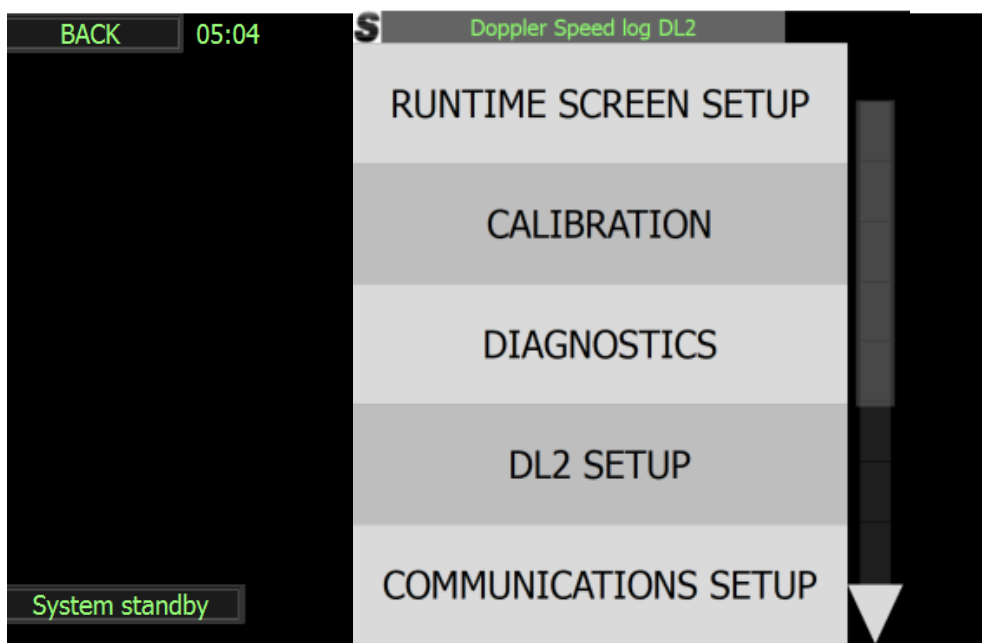 BACK 05:04
S Doppler Speed log DL2
RUNTIME SCREEN SETUP
CALIBRATION
DIAGNOSTICS
DL2 SETUP
COMMUNICATIONS SETUP
System standby